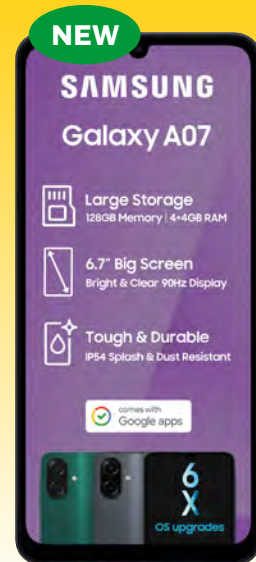 NEW
SAMSUNG
Galaxy A07
Large Storage
128GB Memory | 4+4GB RAM
6.7" Big Screen
Bright & Clear 90Hz Display
Tough & Durable
IP54 Splash & Dust Resistant
comes with
Google apps
6
X
OS upgrades